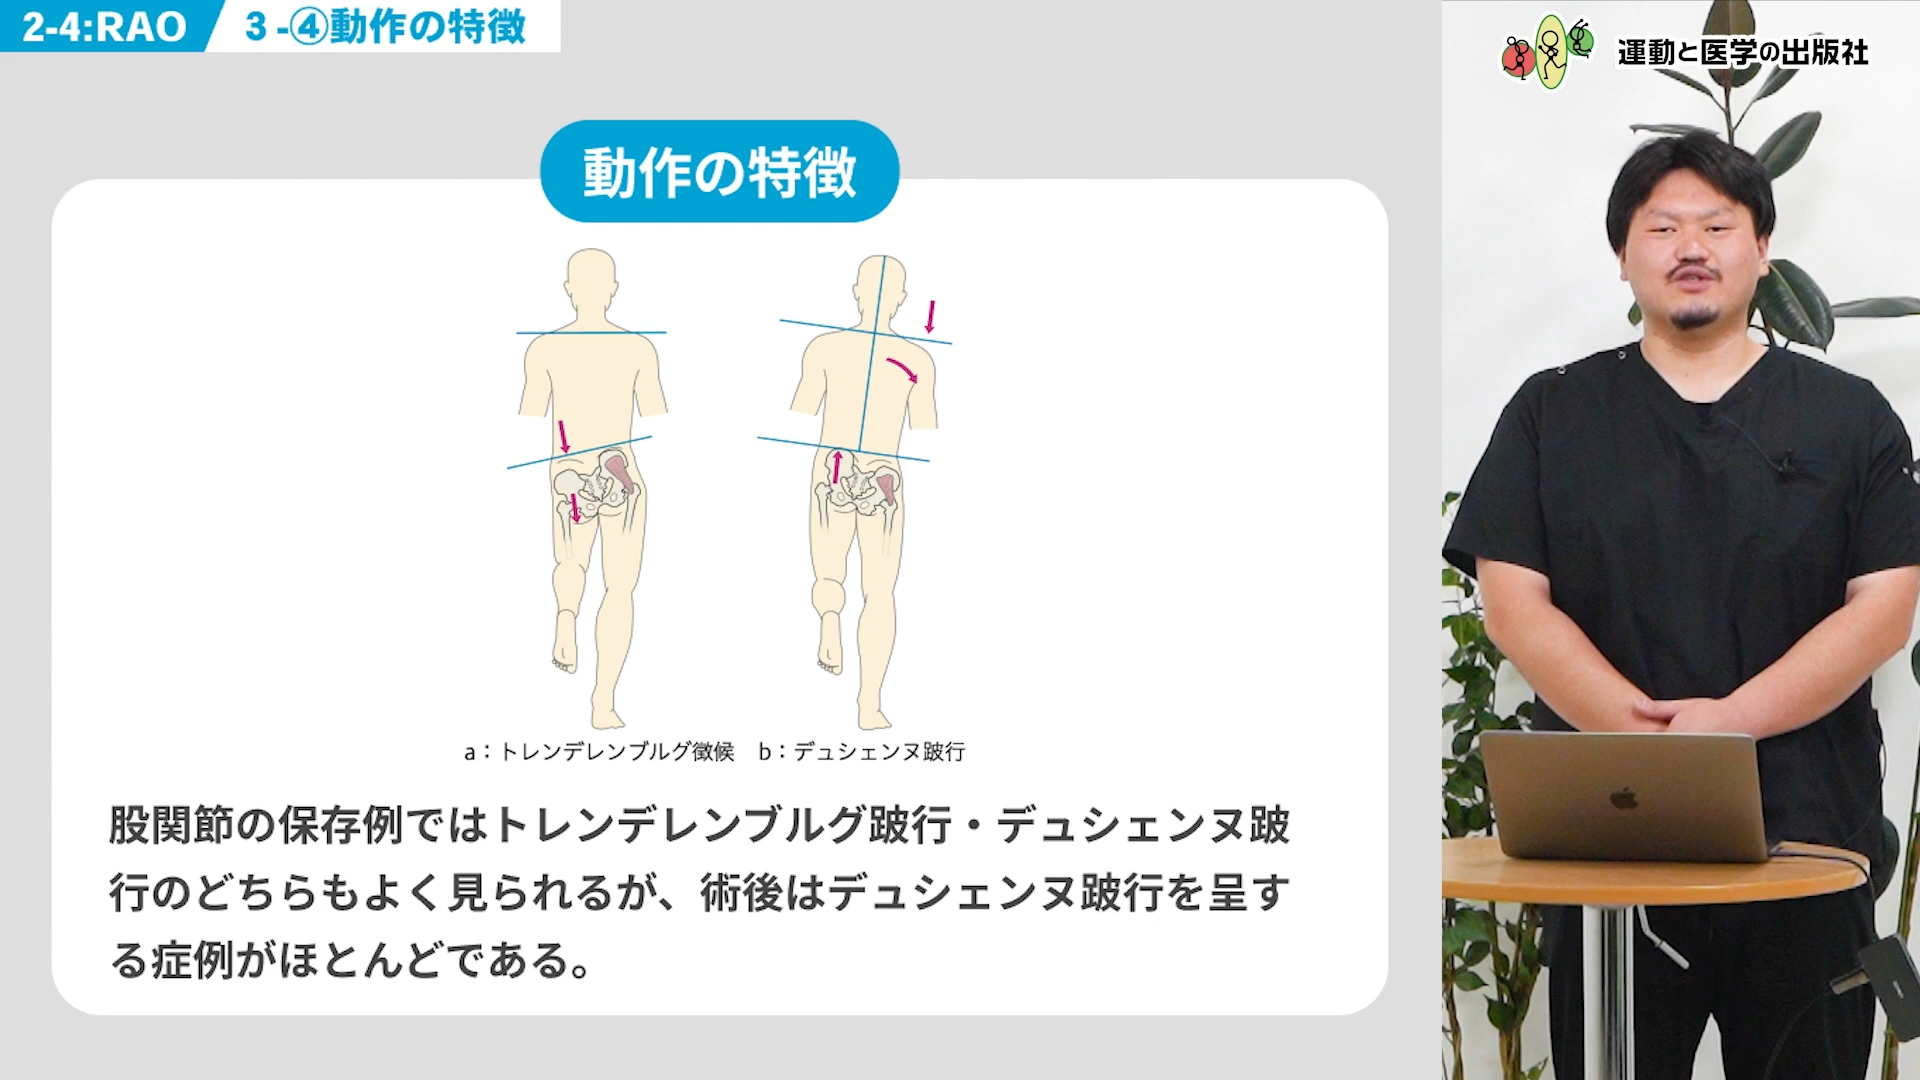 2-4:RAO
3 -④動作の特徴
運動と医学の出版社
動作の特徴
a：トレンデレンブルグ徴候 b：デュシェンヌ跛行
股関節の保存例ではトレンデレンブルグ跛行・デュシェンヌ跛
行のどちらもよく見られるが、術後はデュシェンヌ跛行を呈す
る症例がほとんどである。